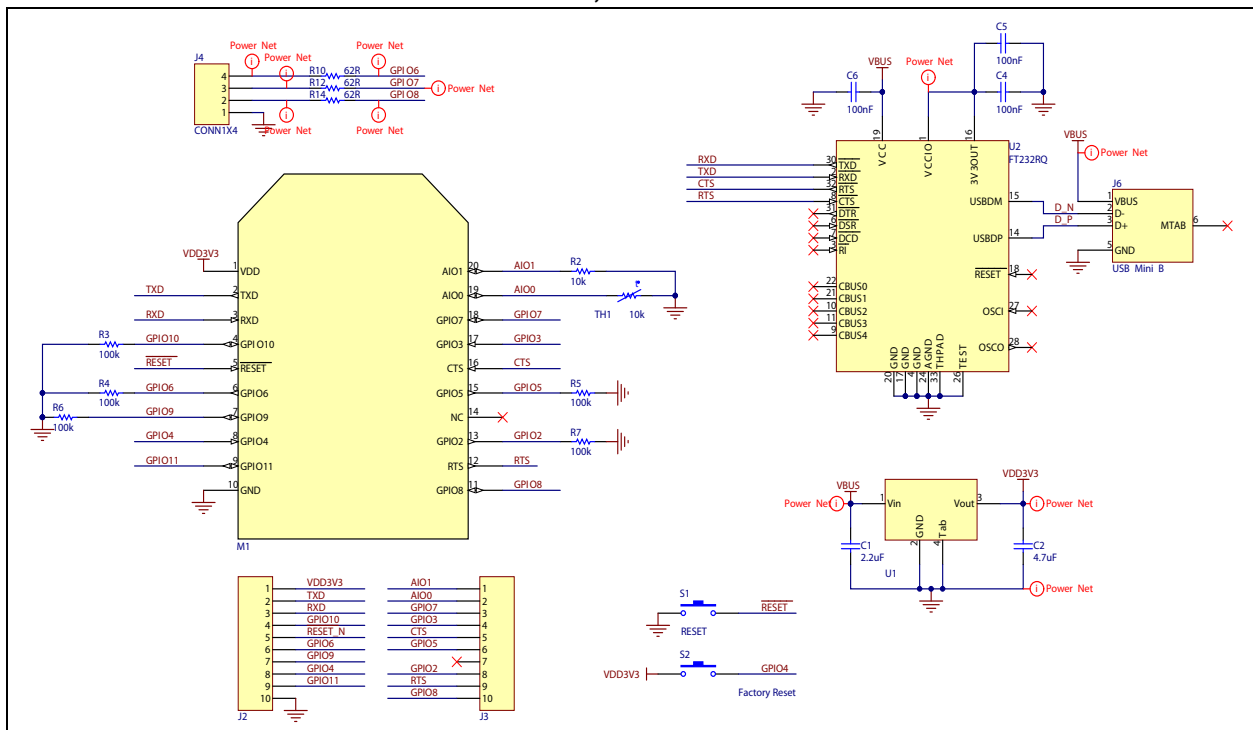 Power Net
J4
Power Net
Power Net
4 R10 62R GPIO6
3 R12 62R GPIO7 Power Net
2 R14 62R GPIO8
1
CONN1X4
Power Net
Power Net
C5
100nF
VBUS
Power Net
C6
100nF
C4
100nF
19 1 16
VCC VCCIO 3V3OUT
U2
FT232RQ
RXD 30 TXD
TXD 2 RXD
CTS 32 RTS
RTS 8 CTS
31 DTR
6 DSR
7 DCD
3 RI
22 CBUS0
21 CBUS1
10 CBUS2
11 CBUS3
9 CBUS4
USBDM 15 D_N
USBDP 14 D_P
RESET 18
OSCI 27
OSCO 28
GND GND GND AGND THPAD TEST
20 17 4 24 33 26
VBUS
Power Net
J6
1 VBUS
2 D-
3 D+
5 GND
MTAB 6
USB Mini B
VDD3V3
1 VDD
TXD 2 TXD
RXD 3 RXD
R3 100k GPIO10 4 GPIO10
RESET 5 RESET
R4 100k GPIO6 6 GPIO6
R6 100k GPIO9 7 GPIO9
GPIO4 8 GPIO4
GPIO11 9 GPIO11
10 GND
M1
AIO1 20 AIO1 R2 10k
AIO0 19 AIO0 TH1 10k
GPIO7 18 GPIO7
GPIO3 17 GPIO3
CTS 16 CTS
GPIO5 15 GPIO5 R5 100k
NC 14
GPIO2 13 GPIO2 R7 100k
RTS 12 RTS
GPIO8 11 GPIO8
VBUS
Power Net
1 Vin
Vout 3
VDD3V3
Power Net
GND Tab
2 4
C1
2.2uF
U1
C2
4.7uF
Power Net
1 VDD3V3
2 TXD
3 RXD
4 GPIO10
5 RESET_N
6 GPIO6
7 GPIO9
8 GPIO4
9 GPIO11
10
J2
AIO1 1
AIO0 2
GPIO7 3
GPIO3 4
CTS 5
GPIO5 6
7
GPIO2 8
RTS 9
GPIO8 10
J3
S1
RESET
RESET
S2
VDD3V3
GPIO4
Factory Reset